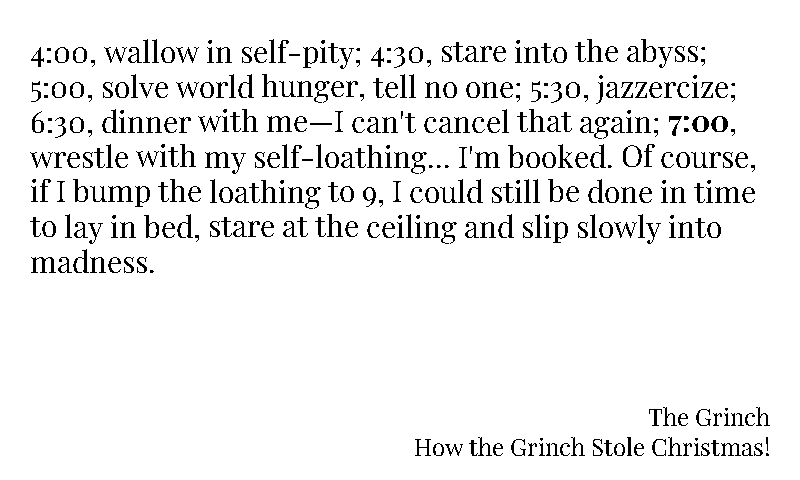 4:00, wallow in self-pity; 4:30, stare into the abyss;
5:00, solve world hunger, tell no one; 5:30, jazzercize;
6:30, dinner with me—I can't cancel that again; 7:00,
wrestle with my self-loathing... I'm booked. Of course,
if I bump the loathing to 9, I could still be done in time
to lay in bed, stare at the ceiling and slip slowly into
madness.
The Grinch
How the Grinch Stole Christmas!